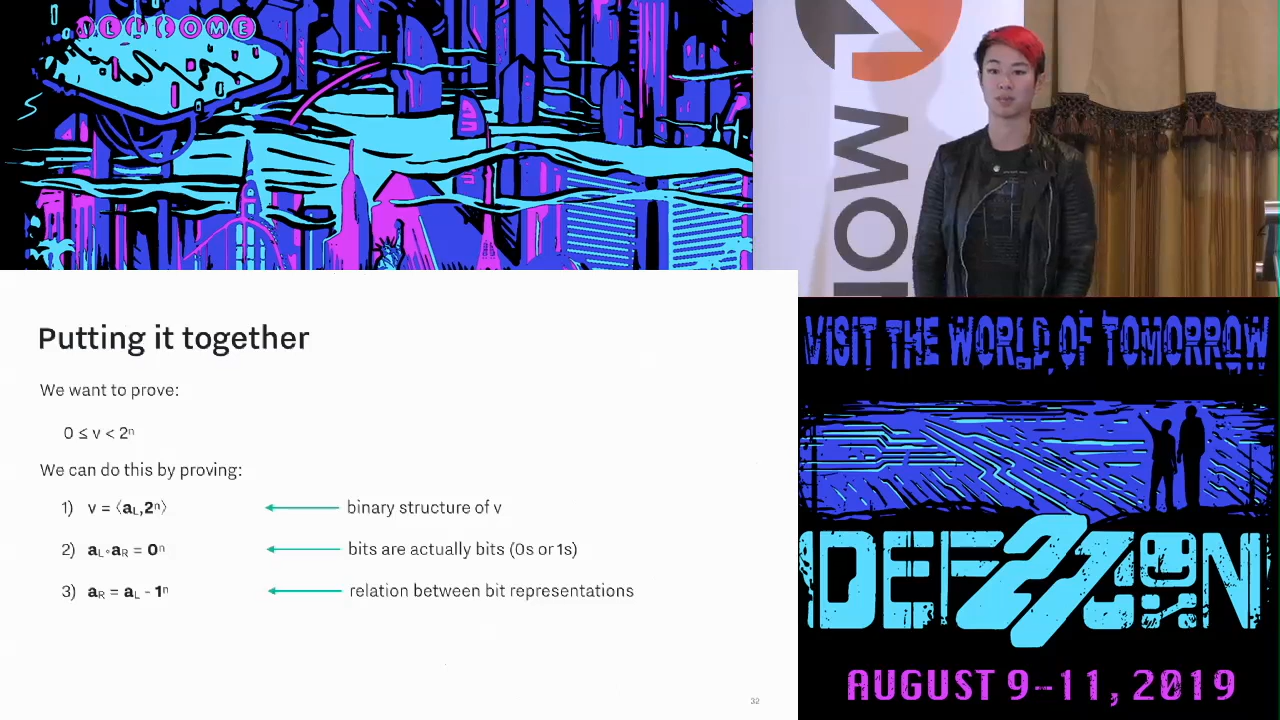 WELCOME
Putting it together
We want to prove:
0 ≤ v < 2ⁿ
We can do this by proving:
1) v = ⟨a_L,2ⁿ⟩ binary structure of v
2) a_L∘a_R = 0ⁿ bits are actually bits (0s or 1s)
3) a_R = a_L - 1ⁿ relation between bit representations
32
VISIT THE WORLD OF TOMORROW
DEF 27 CON
AUGUST 9-11, 2019